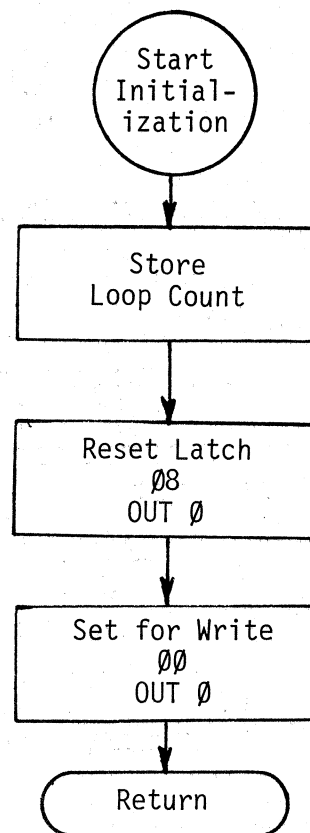 Start
Initial-
ization
Store
Loop Count
Reset Latch
Ø8
OUT Ø
Set for Write
ØØ
OUT Ø
Return